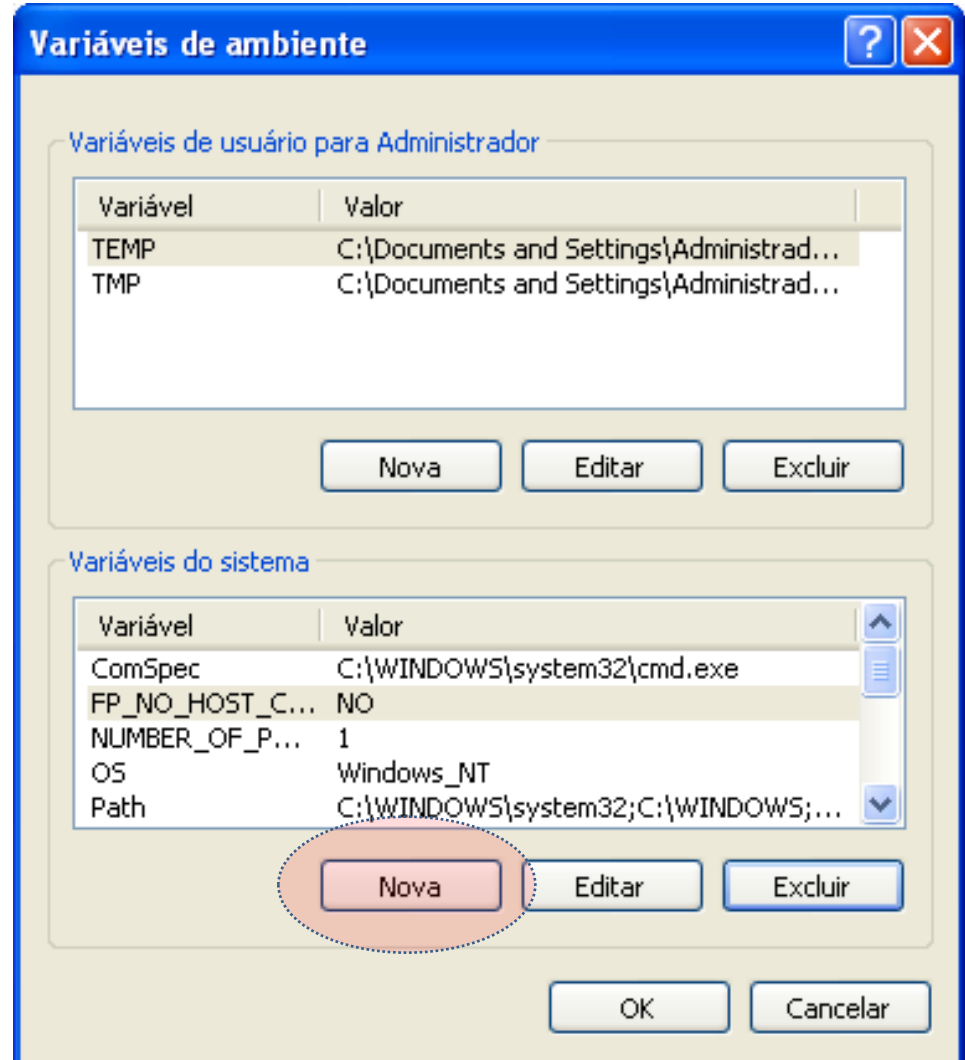 Variáveis de ambiente
?
Variáveis de usuário para Administrador
Variável Valor
TEMP C:\Documents and Settings\Administrad...
TMP C:\Documents and Settings\Administrad...
Nova Editar Excluir
Variáveis do sistema
Variável Valor
ComSpec C:\WINDOWS\system32\cmd.exe
FP_NO_HOST_C... NO
NUMBER_OF_P... 1
OS Windows_NT
Path C:\WINDOWS\system32;C:\WINDOWS;...
Nova Editar Excluir
OK Cancelar